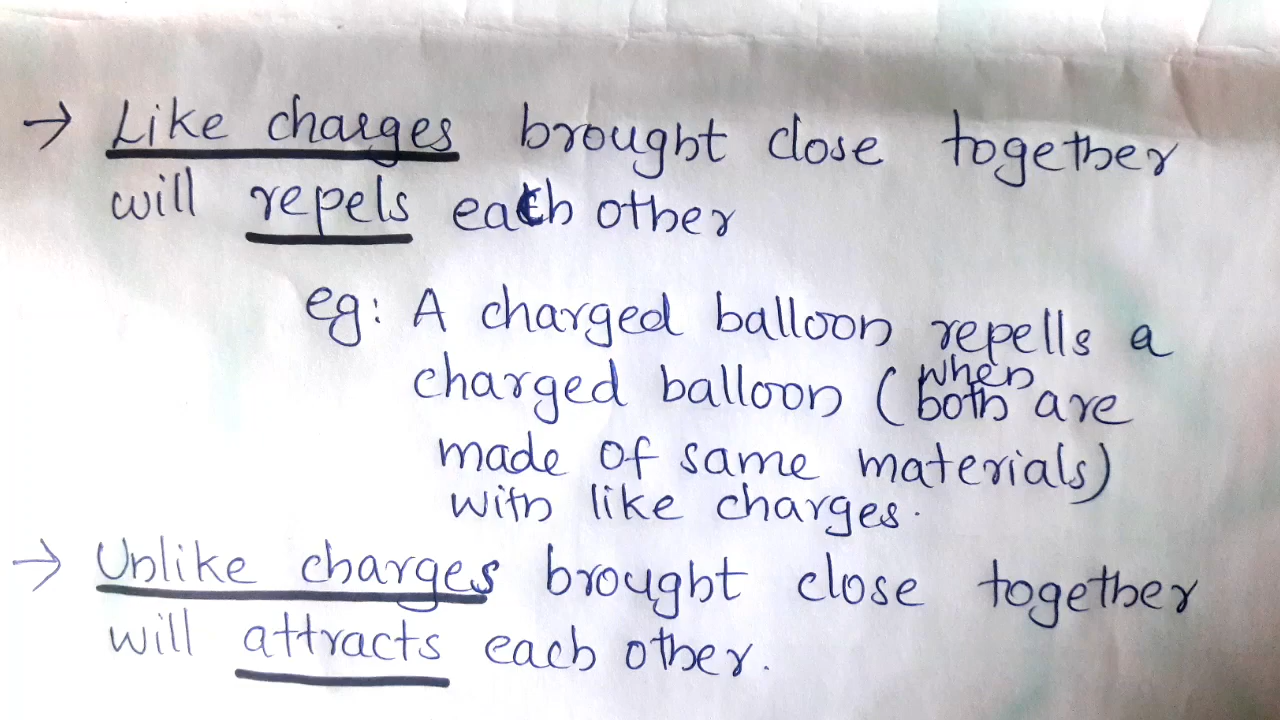 → Like charges brought close together
will repels each other
eg: A charged balloon repells a
charged balloon (when both are
made of same materials)
with like charges.
→ Unlike charges brought close together
will attracts each other.